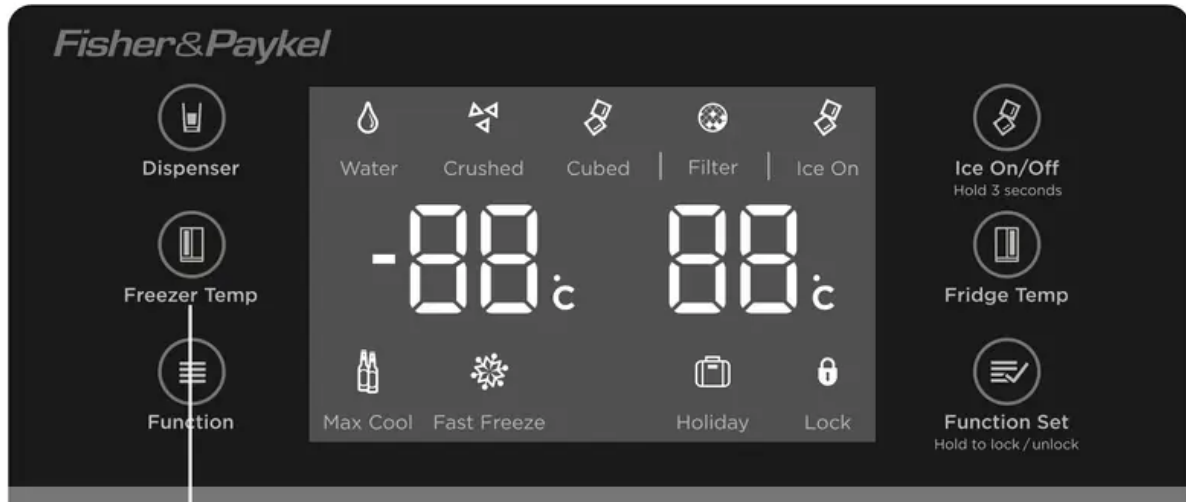 Fisher&Paykel
Dispenser
Water
Crushed
Cubed
Filter
Ice On
Ice On/Off
Hold 3 seconds
Freezer Temp
-88°C
88°C
Fridge Temp
Function
Max Cool
Fast Freeze
Holiday
Lock
Function Set
Hold to lock / unlock